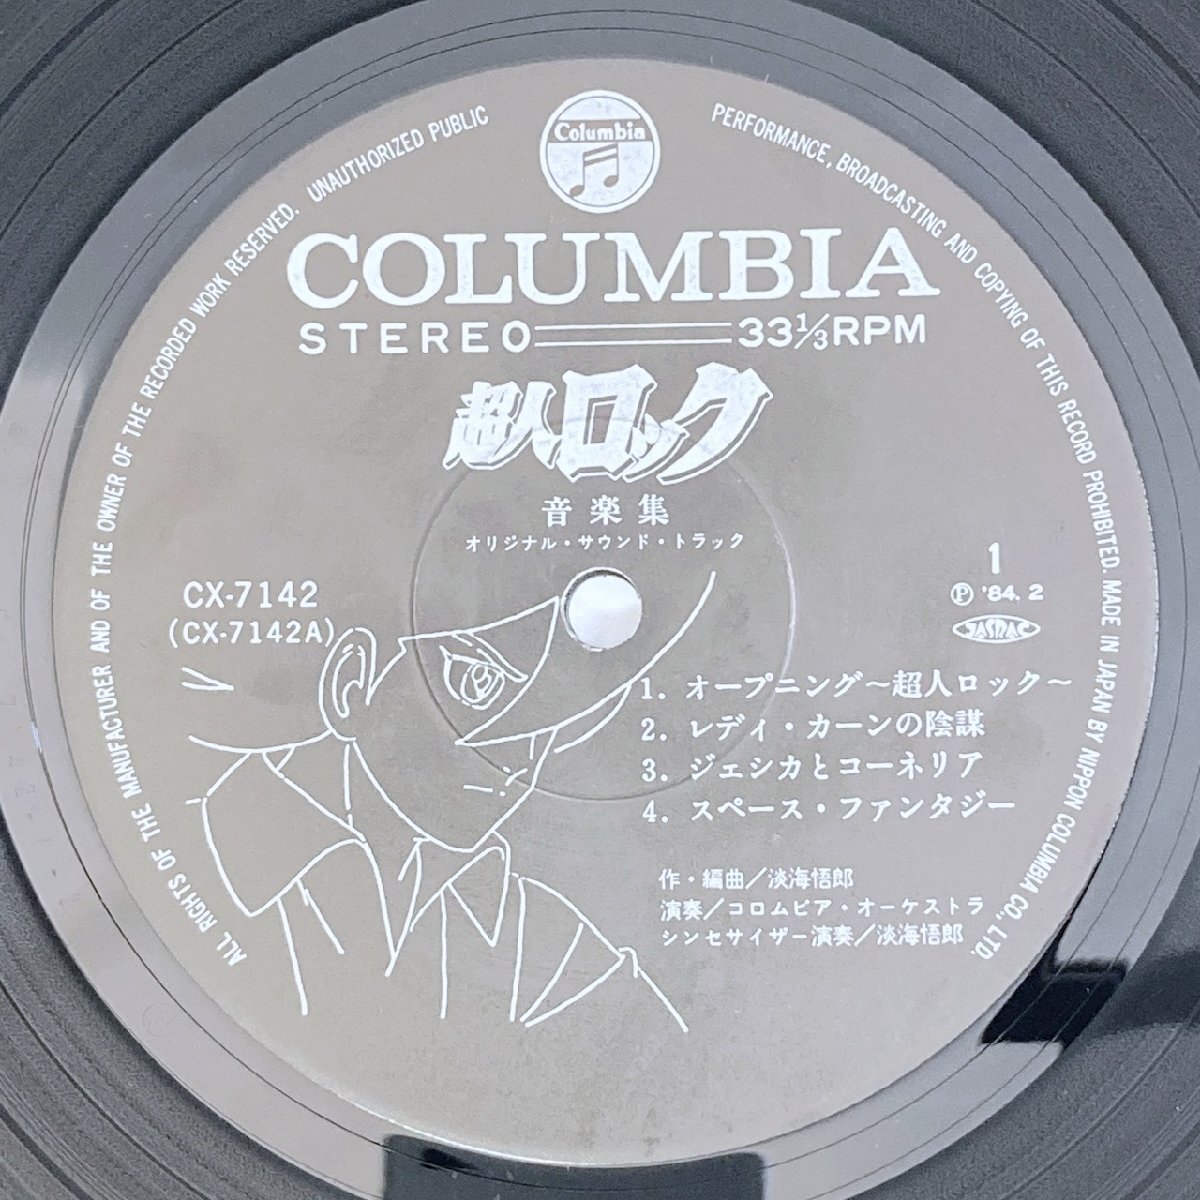 ALL RIGHTS OF THE MANUFACTURER AND OF THE OWNER OF THE RECORDED WORK RESERVED. UNAUTHORIZED PUBLIC PERFORMANCE, BROADCASTING AND COPYING OF THIS RECORD PROHIBITED. MADE IN JAPAN BY NIPPON COLUMBIA CO., LTD.
Columbia
COLUMBIA
STEREO 33⅓RPM
超人ロック
音楽集
オリジナル・サウンド・トラック
CX-7142
(CX-7142A)
1
Ⓟ '84. 2
JASRAC
1. オープニング〜超人ロック〜
2. レディ・カーンの陰謀
3. ジェシカとコーネリア
4. スペース・ファンタジー
作・編曲/淡海悟郎
演奏/コロムビア・オーケストラ
シンセサイザー演奏/淡海悟郎